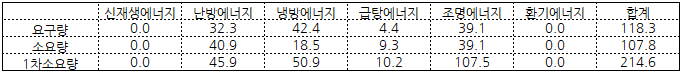 신재생에너지 난방에너지 냉방에너지 급탕에너지 조명에너지 환기에너지 합계
요구량 0.0 32.3 42.4 4.4 39.1 0.0 118.3
소요량 0.0 40.9 18.5 9.3 39.1 0.0 107.8
1차소요량 0.0 45.9 50.9 10.2 107.5 0.0 214.6